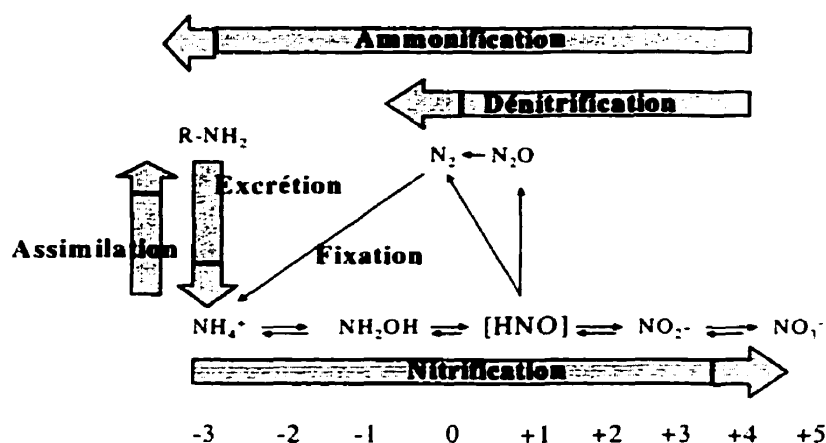 Ammonification
Dénitrification
R-NH₂
N₂ ← N₂O
Excrétion
Assimilation
Fixation
NH₄⁺ ⇌ NH₂OH ⇌ [HNO] ⇌ NO₂- ⇌ NO₃⁻
Nitrification
-3 -2 -1 0 +1 +2 +3 +4 +5